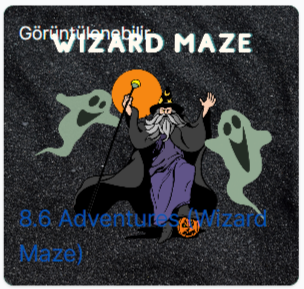 Görüntülenebilir
WIZARD MAZE
8.6 Adventures (Wizard
Maze)